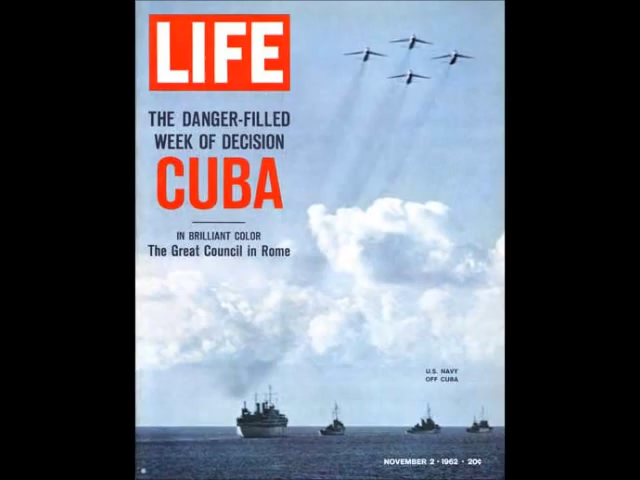 LIFE
THE DANGER-FILLED
WEEK OF DECISION
CUBA
IN BRILLIANT COLOR
The Great Council in Rome
U.S. NAVY
OFF CUBA
NOVEMBER 2 · 1962 · 20¢